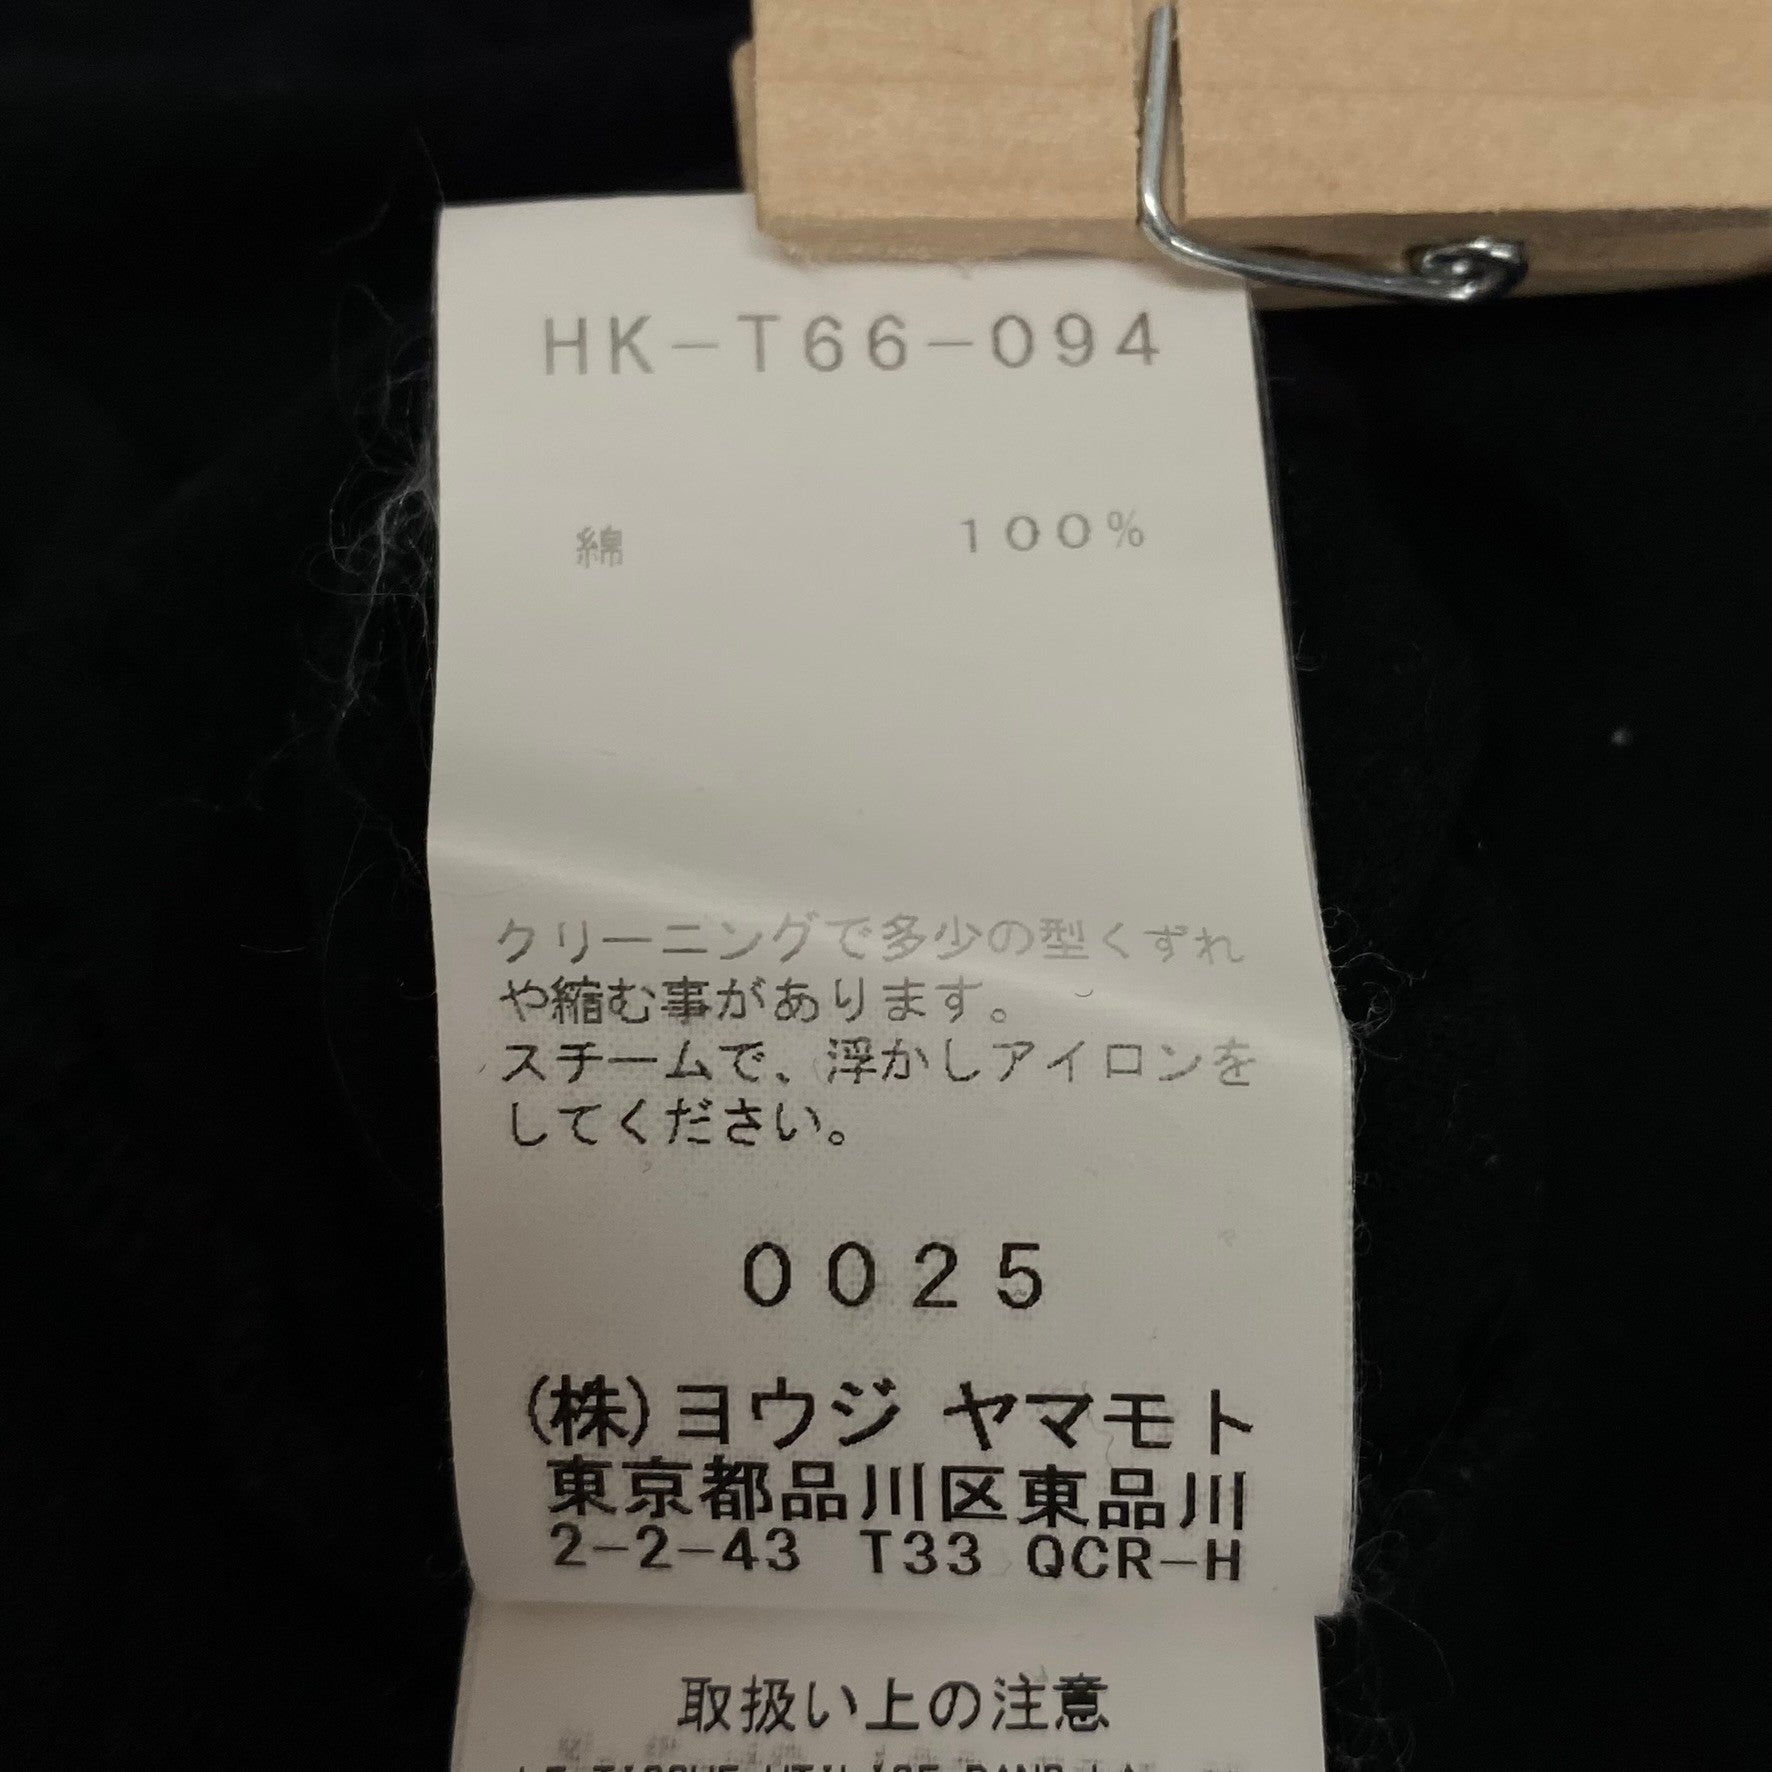 HK-T66-094
綿 100%
クリーニングで多少の型くずれ
や縮む事があります。
スチームで、浮かしアイロンを
してください。
0025
(株)ヨウジ ヤマモト
東京都品川区東品川
2-2-43 T33 QCR-H
取扱い上の注意